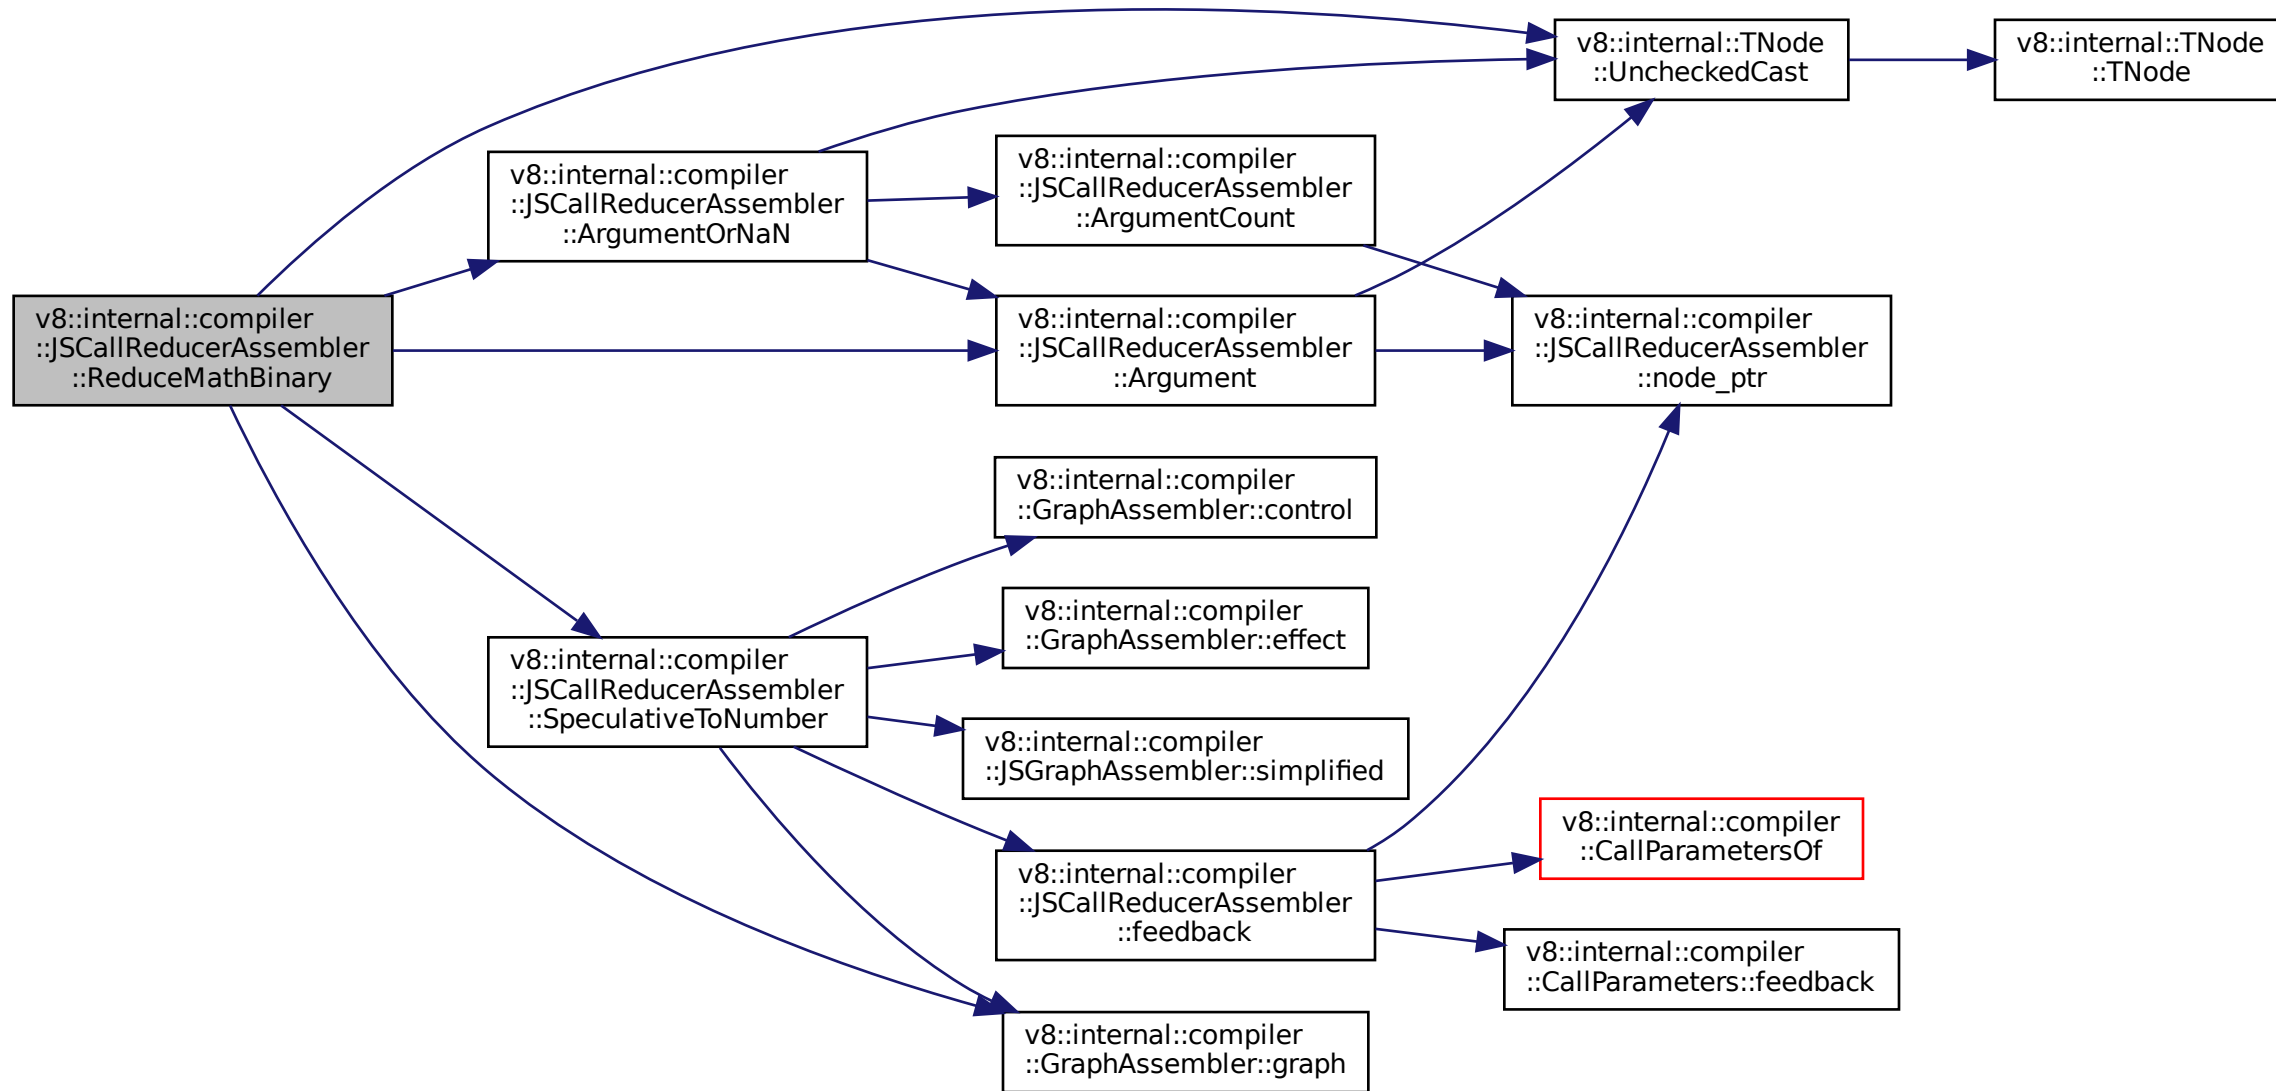 v8::internal::compiler
::JSCallReducerAssembler
::ReduceMathBinary
v8::internal::compiler
::JSCallReducerAssembler
::ArgumentOrNaN
v8::internal::compiler
::JSCallReducerAssembler
::SpeculativeToNumber
v8::internal::compiler
::JSCallReducerAssembler
::ArgumentCount
v8::internal::compiler
::JSCallReducerAssembler
::Argument
v8::internal::compiler
::GraphAssembler::control
v8::internal::compiler
::GraphAssembler::effect
v8::internal::compiler
::JSGraphAssembler::simplified
v8::internal::compiler
::JSCallReducerAssembler
::feedback
v8::internal::compiler
::GraphAssembler::graph
v8::internal::TNode
::UncheckedCast
v8::internal::compiler
::JSCallReducerAssembler
::node_ptr
v8::internal::compiler
::CallParametersOf
v8::internal::compiler
::CallParameters::feedback
v8::internal::TNode
::TNode